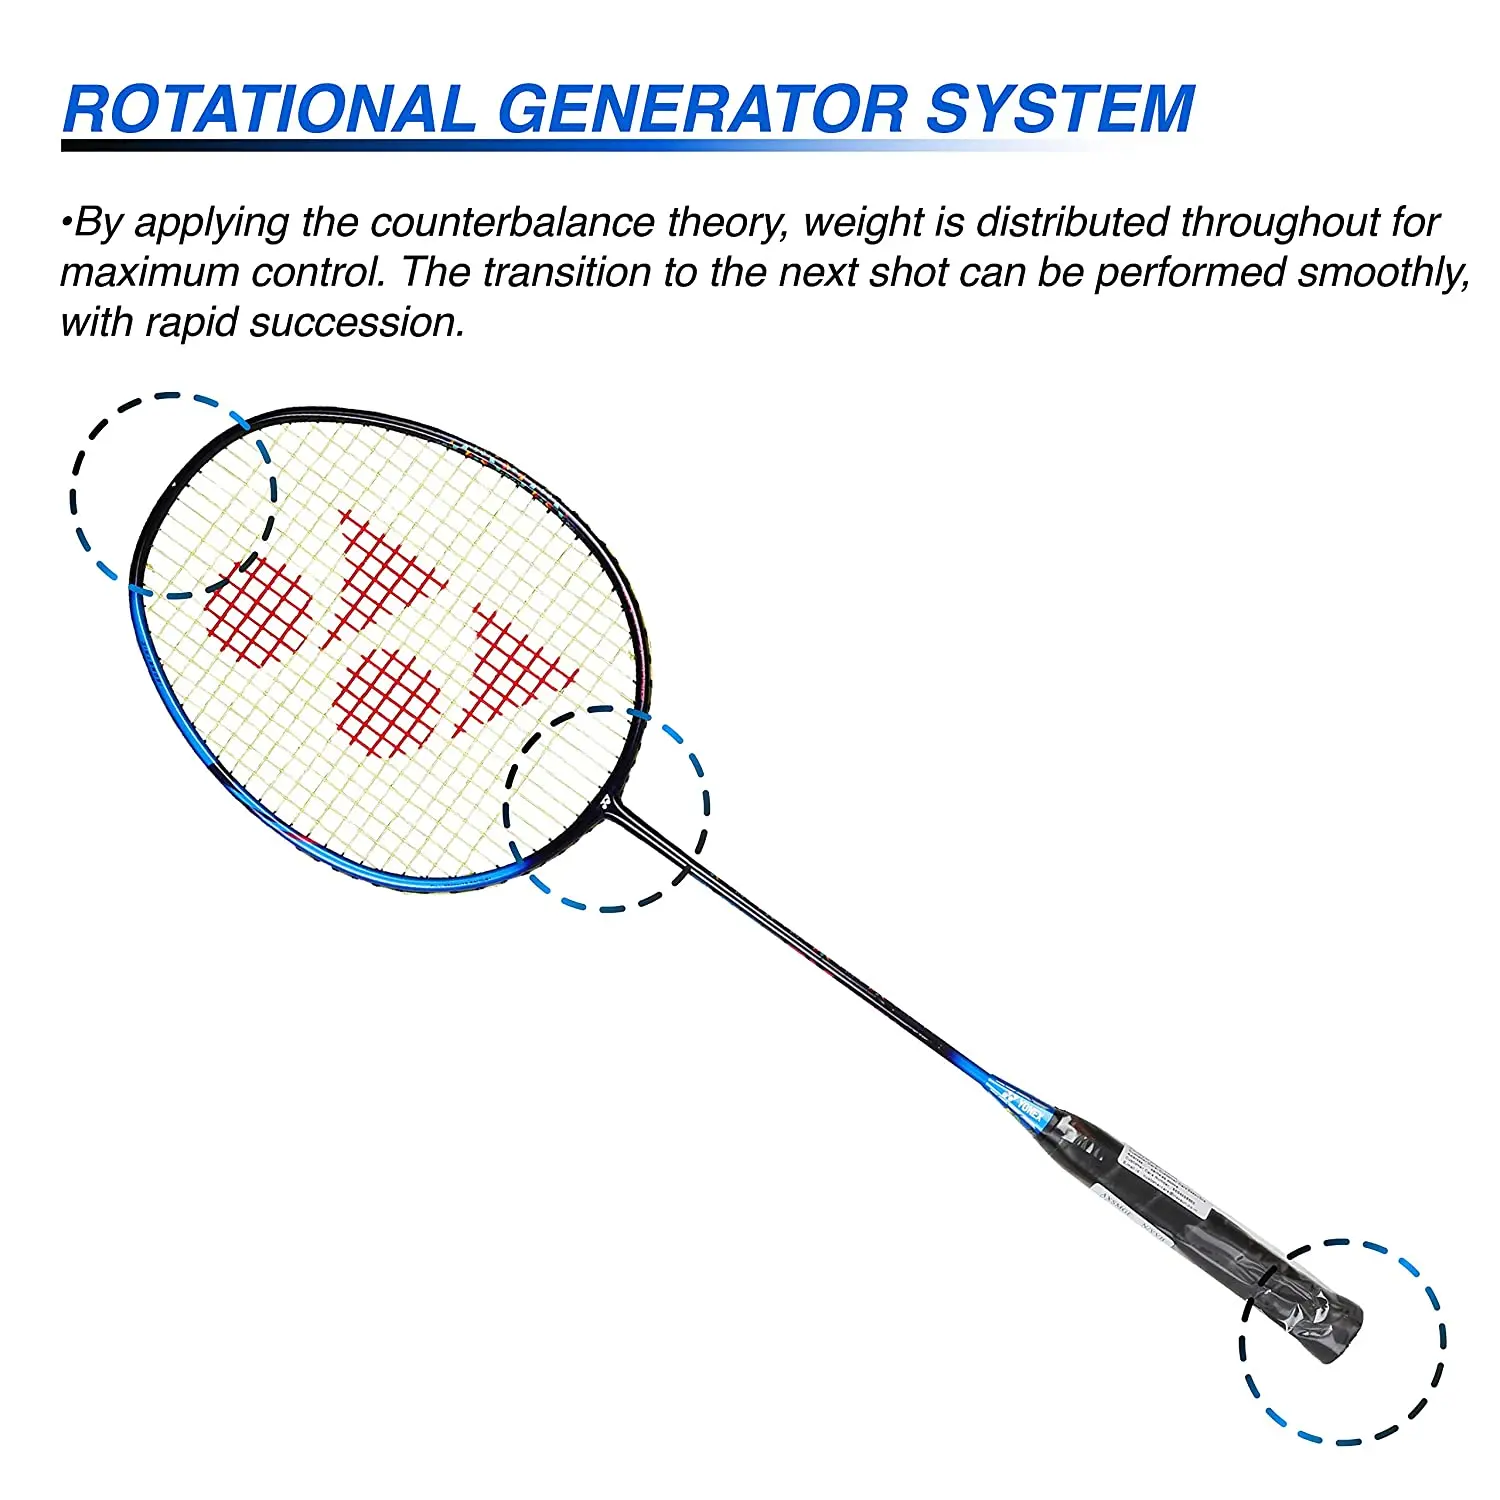 ROTATIONAL GENERATOR SYSTEM
•By applying the counterbalance theory, weight is distributed throughout for
maximum control. The transition to the next shot can be performed smoothly,
with rapid succession.
YONEX